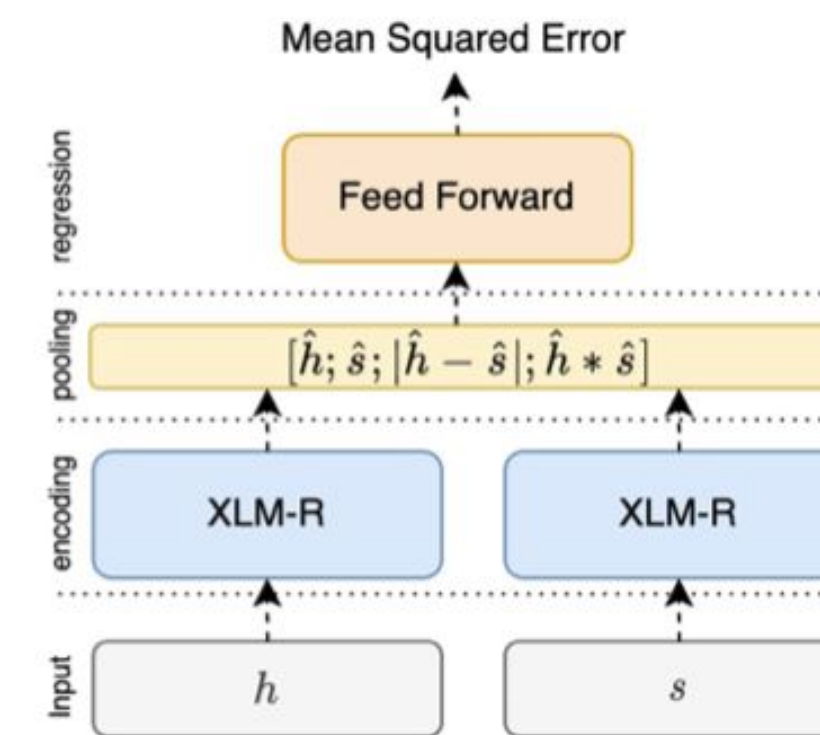 Mean Squared Error
regression
Feed Forward
pooling
[ĥ; ŝ; |ĥ − ŝ|; ĥ * ŝ]
encoding
XLM-R
XLM-R
Input
h
s